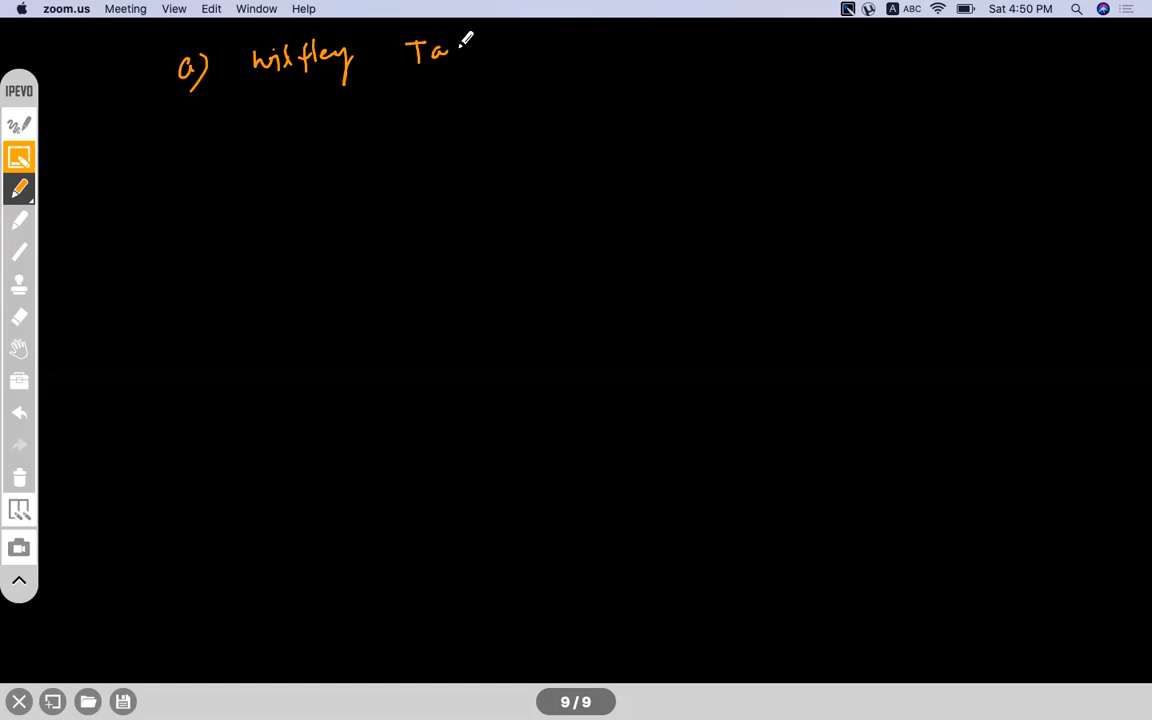 zoom.us Meeting View Edit Window Help A ABC Sat 4:50 PM
a) Wilfley Ta
IPEVO
9/9